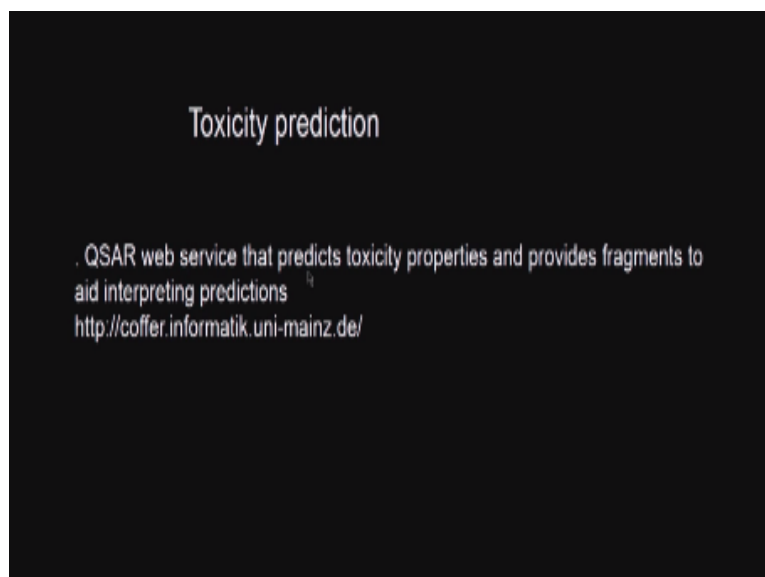 Toxicity prediction
. QSAR web service that predicts toxicity properties and provides fragments to
aid interpreting predictions
http://coffer.informatik.uni-mainz.de/